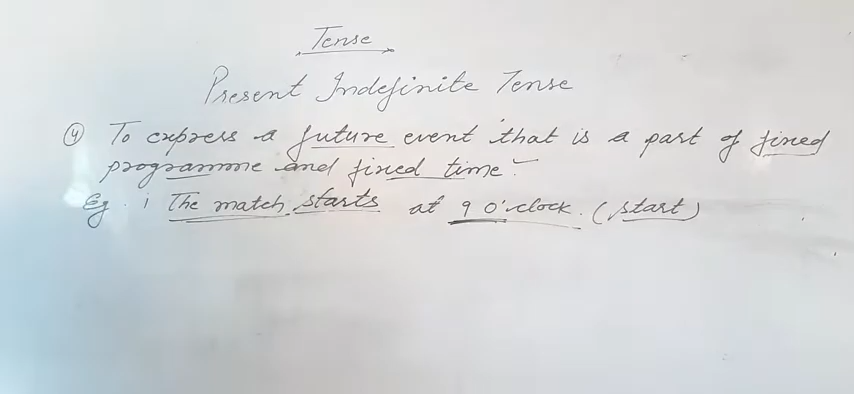 Tense
Present Indefinite Tense
④ To express a future event that is a part of fixed
programme and fixed time :-
Eg. i The match starts at 9 O'clock. (start)